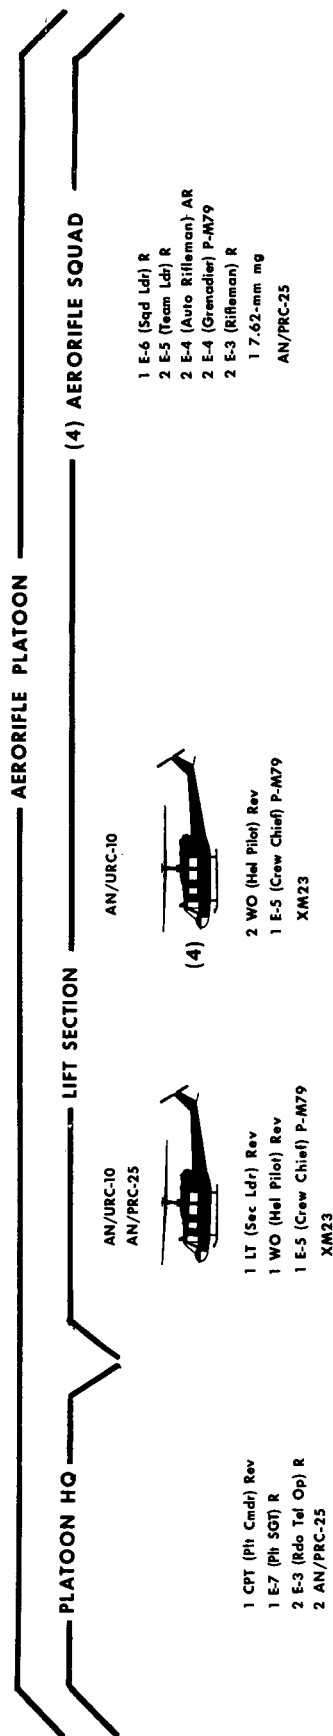 AERORIFLE PLATOON
PLATOON HQ
LIFT SECTION
(4) AERORIFLE SQUAD
1 CPT (Plt Cmdr) Rev
1 E-7 (Plt SGT) R
2 E-3 (Rdo Tel Op) R
2 AN/PRC-25
AN/URC-10
AN/PRC-25
1 LT (Sec Ldr) Rev
1 WO (Hel Pilot) Rev
1 E-5 (Crew Chief) P-M79
XM23
AN/URC-10
(4)
2 WO (Hel Pilot) Rev
1 E-5 (Crew Chief) P-M79
XM23
1 E-6 (Sqd Ldr) R
2 E-5 (Team Ldr) R
2 E-4 (Auto Rifleman) AR
2 E-4 (Grenadier) P-M79
2 E-3 (Rifleman) R
1 7.62-mm mg
AN/PRC-25